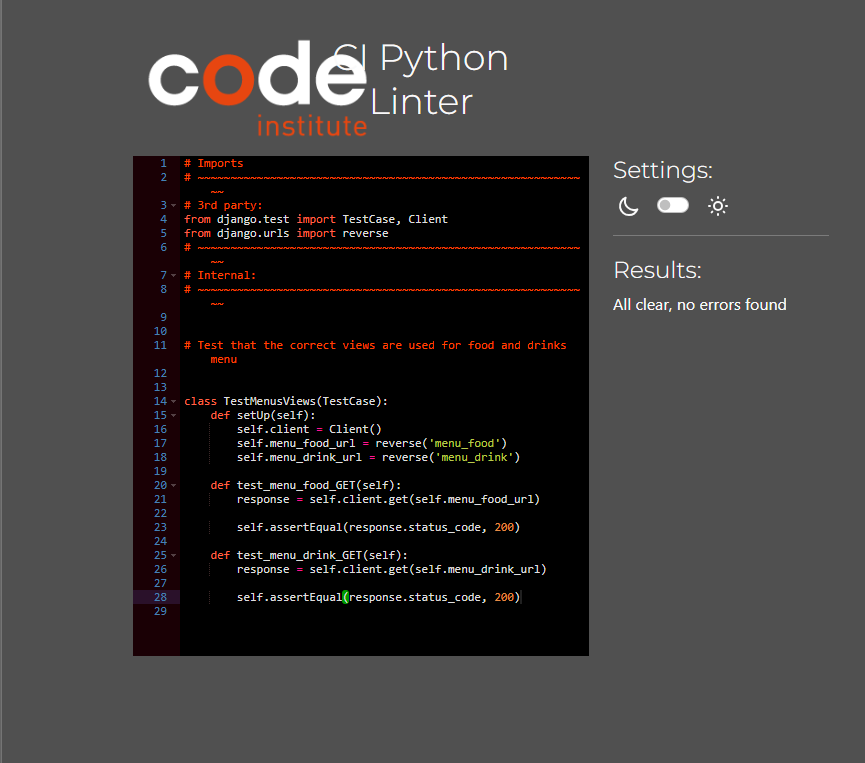 code
institute
CI Python
Linter
1 # Imports
2 # ~~~~~~~~~~~~~~~~~~~~~~~~~~~~~~~~~~~~~~~~~~~~~~~~~~~~~~~~~~
~~
3 # 3rd party:
4 from django.test import TestCase, Client
5 from django.urls import reverse
6 # ~~~~~~~~~~~~~~~~~~~~~~~~~~~~~~~~~~~~~~~~~~~~~~~~~~~~~~~~~~
~~
7 # Internal:
8 # ~~~~~~~~~~~~~~~~~~~~~~~~~~~~~~~~~~~~~~~~~~~~~~~~~~~~~~~~~~
~~
9
10
11 # Test that the correct views are used for food and drinks
menu
12
13
14 class TestMenusViews(TestCase):
15     def setUp(self):
16         self.client = Client()
17         self.menu_food_url = reverse('menu_food')
18         self.menu_drink_url = reverse('menu_drink')
19
20     def test_menu_food_GET(self):
21         response = self.client.get(self.menu_food_url)
22
23         self.assertEqual(response.status_code, 200)
24
25     def test_menu_drink_GET(self):
26         response = self.client.get(self.menu_drink_url)
27
28         self.assertEqual(response.status_code, 200)
29
Settings:
Results:
All clear, no errors found